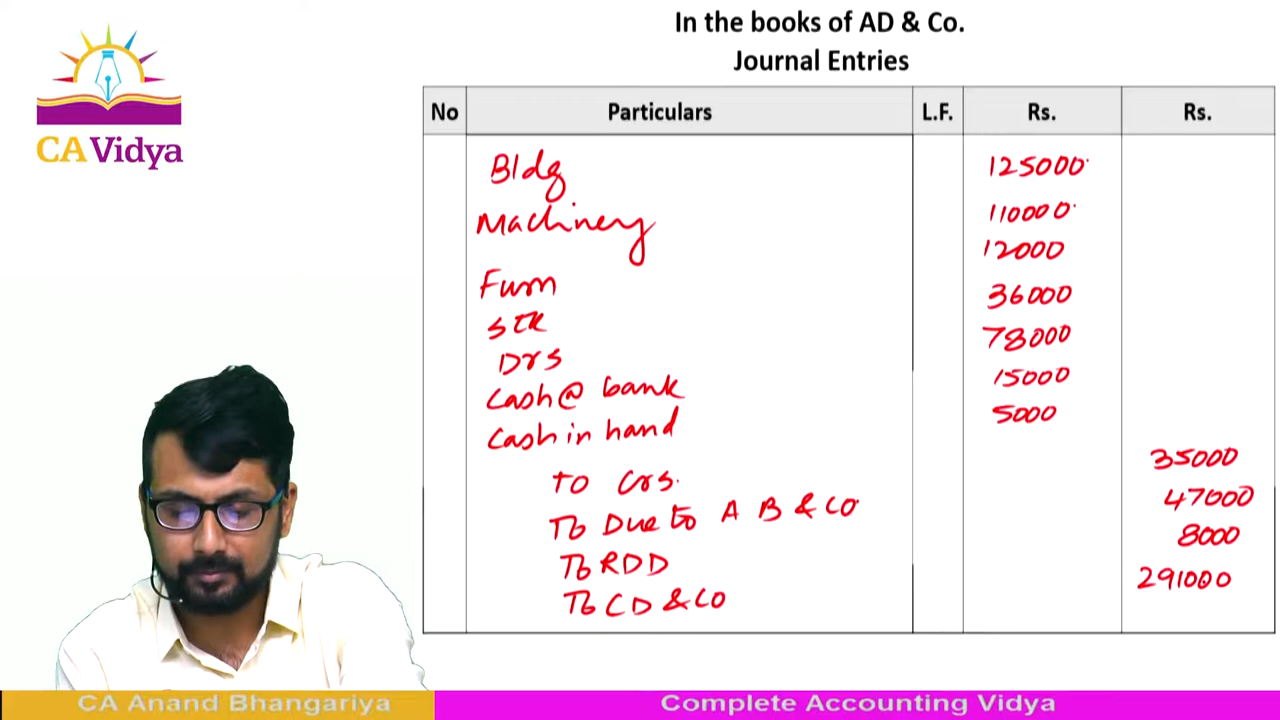 In the books of AD & Co.
Journal Entries
CA Vidya
No Particulars L.F. Rs. Rs.
Bldg 125000
Machinery 110000
Furn 12000
Stk 36000
Drs 78000
Cash@ bank 15000
Cash in hand 5000
To Crs. 35000
To Due to A B & CO 47000
To RDD 8000
To CD & CO 291000
CA Anand Bhangariya Complete Accounting Vidya